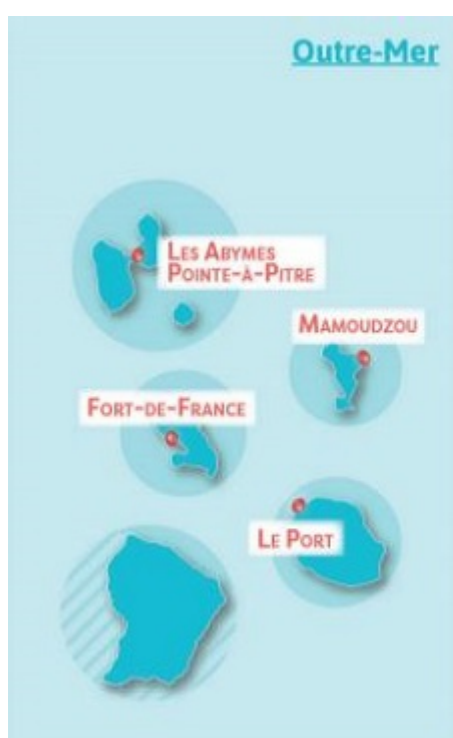 Outre-Mer
Les Abymes
Pointe-à-Pitre
Mamoudzou
Fort-de-France
Le Port